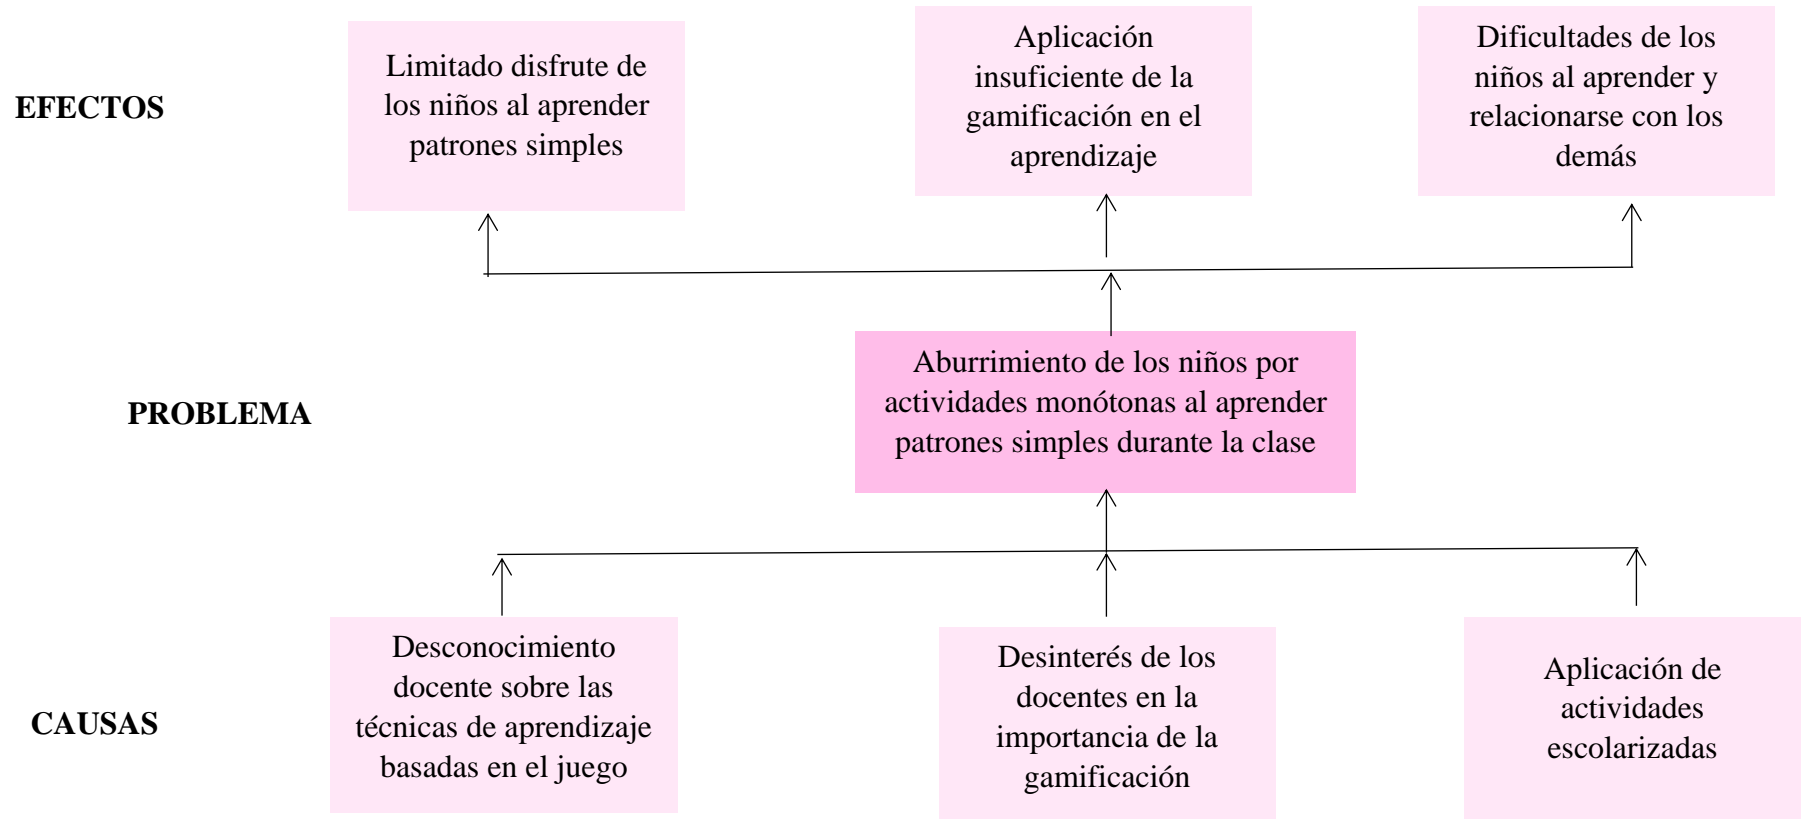 EFECTOS
Limitado disfrute de
los niños al aprender
patrones simples
Aplicación
insuficiente de la
gamificación en el
aprendizaje
Dificultades de los
niños al aprender y
relacionarse con los
demás
PROBLEMA
Aburrimiento de los niños por
actividades monótonas al aprender
patrones simples durante la clase
CAUSAS
Desconocimiento
docente sobre las
técnicas de aprendizaje
basadas en el juego
Desinterés de los
docentes en la
importancia de la
gamificación
Aplicación de
actividades
escolarizadas